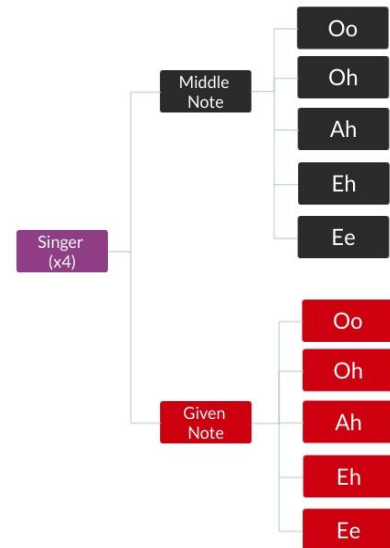 Oo
Middle
Note
Oh
Ah
Eh
Ee
Singer
(x4)
Oo
Oh
Given
Note
Ah
Eh
Ee